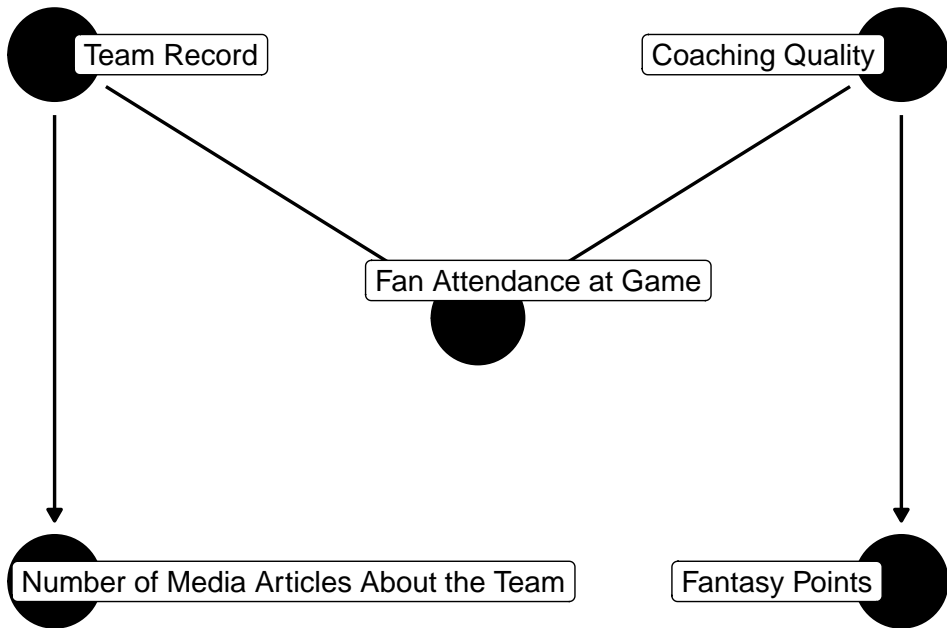 Team Record
Coaching Quality
Fan Attendance at Game
Number of Media Articles About the Team
Fantasy Points